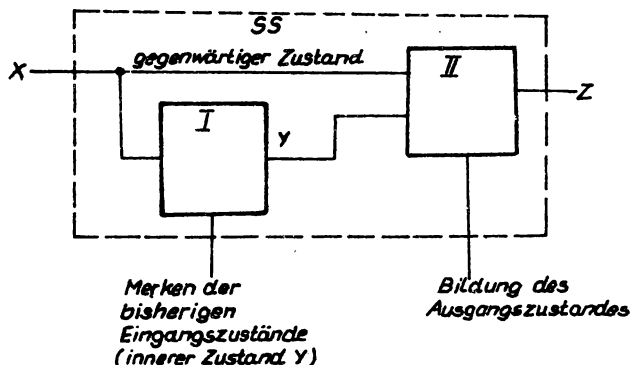 SS
gegenwärtiger Zustand
X
I
II
Z
Y
Merken der
bisherigen
Eingangszustände
(innerer Zustand Y)
Bildung des
Ausgangszustandes